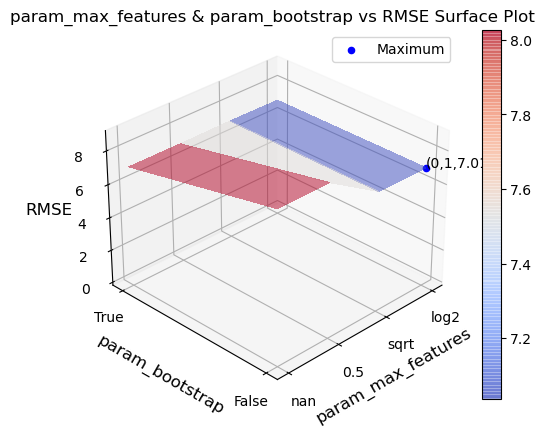 param_max_features & param_bootstrap vs RMSE Surface Plot
Maximum
(0,1,7.01
8.0
7.8
7.6
7.4
7.2
RMSE
8
6
4
2
0
True
False
param_bootstrap
nan
0.5
sqrt
log2
param_max_features